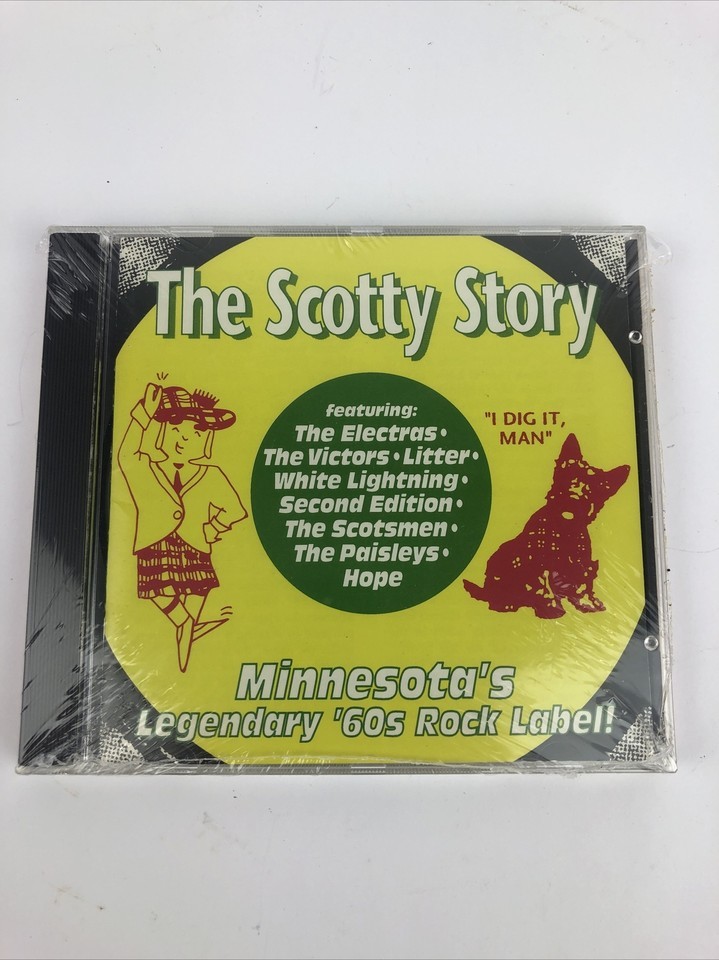 The Scotty Story
featuring:
The Electras •
The Victors • Litter •
White Lightning •
Second Edition •
The Scotsmen •
The Paisleys •
Hope
"I DIG IT,
MAN"
Minnesota's
Legendary '60s Rock Label!